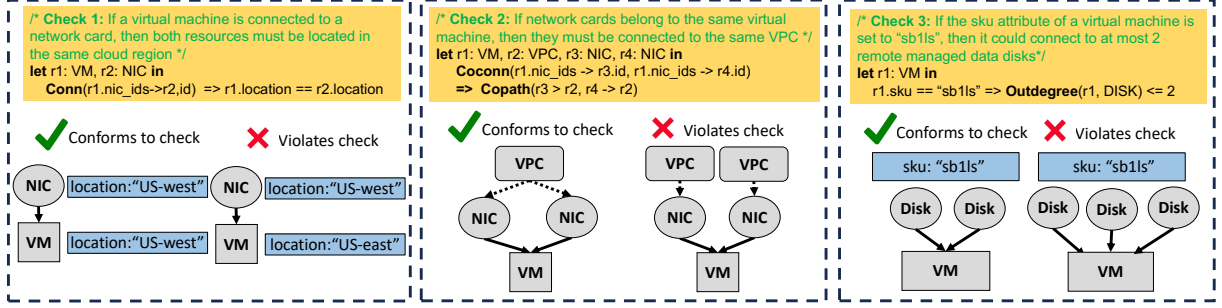 /* Check 1: If a virtual machine is connected to a
network card, then both resources must be located in
the same cloud region */
let r1: VM, r2: NIC in
Conn(r1.nic_ids->r2,id) => r1.location == r2.location
Conforms to check
Violates check
NIC
location:“US-west”
NIC
location:“US-west”
VM
location:“US-west”
VM
location:“US-east”
/* Check 2: If network cards belong to the same virtual
machine, then they must be connected to the same VPC */
let r1: VM, r2: VPC, r3: NIC, r4: NIC in
Coconn(r1.nic_ids -> r3.id, r1.nic_ids -> r4.id)
=> Copath(r3 > r2, r4 -> r2)
Conforms to check
Violates check
VPC
VPC
VPC
NIC
NIC
NIC
NIC
VM
VM
/* Check 3: If the sku attribute of a virtual machine is
set to “sb1ls”, then it could connect to at most 2
remote managed data disks*/
let r1: VM in
r1.sku == “sb1ls” => Outdegree(r1, DISK) <= 2
Conforms to check
Violates check
sku: “sb1ls”
sku: “sb1ls”
Disk
Disk
Disk
Disk
Disk
VM
VM